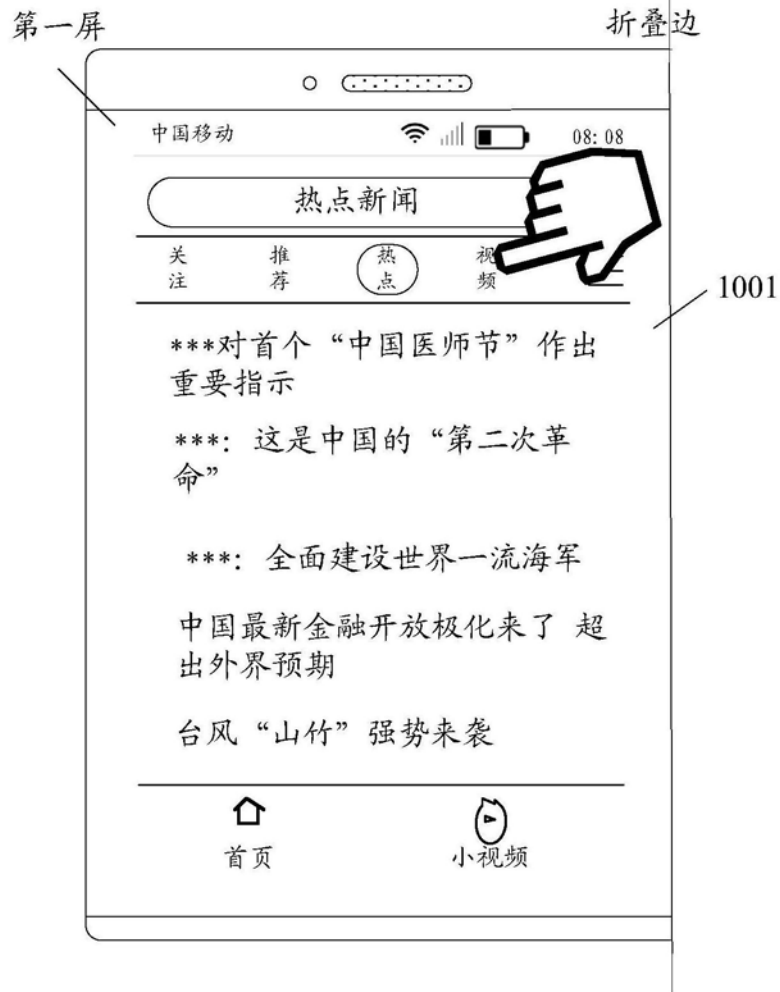 第一屏
折叠边
中国移动
08:08
热点新闻
关注
推荐
热点
视频
1001
***对首个“中国医师节”作出
重要指示
***：这是中国的“第二次革
命”
***：全面建设世界一流海军
中国最新金融开放极化来了 超
出外界预期
台风“山竹”强势来袭
首页
小视频